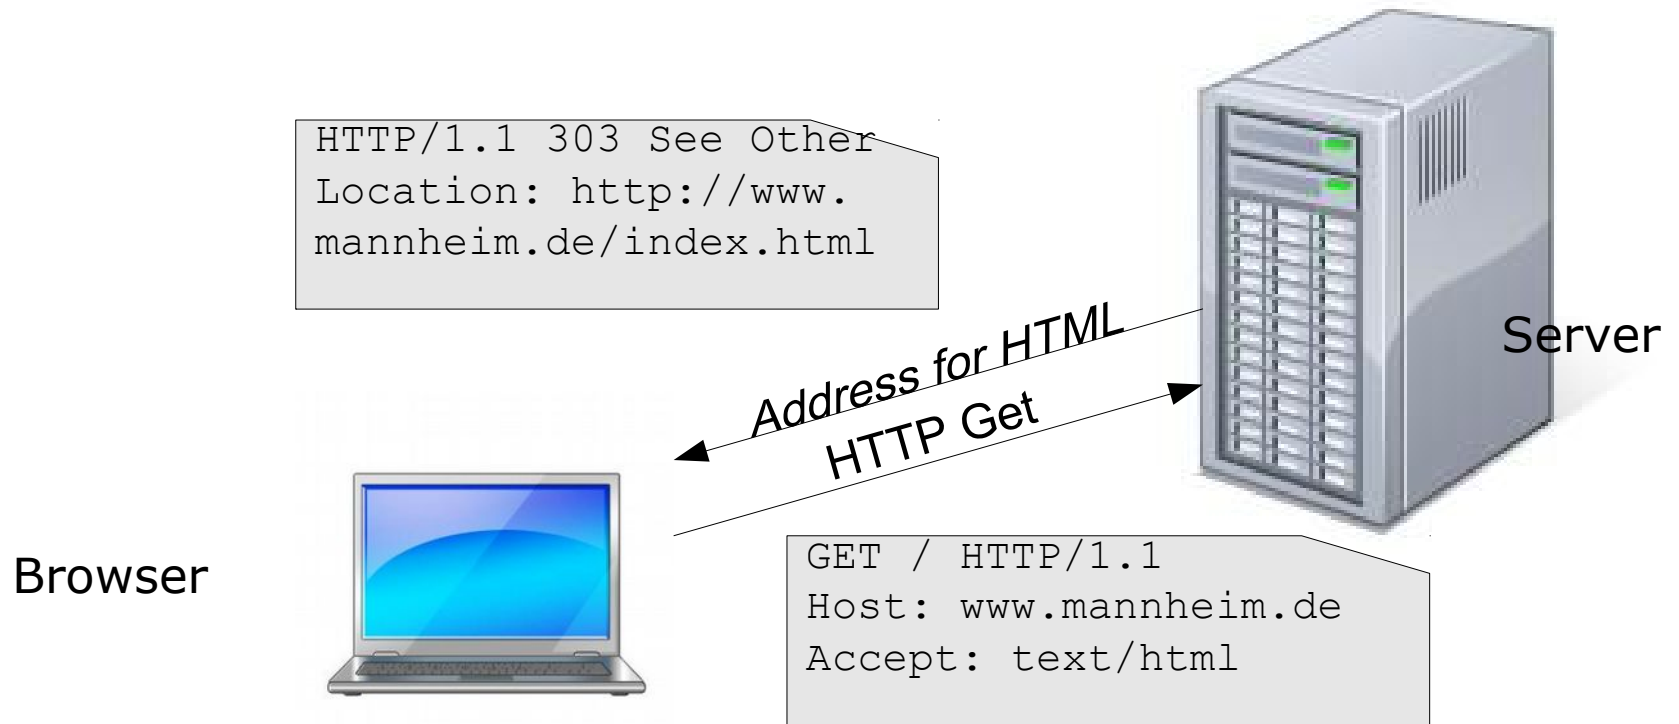 HTTP/1.1 303 See Other
Location: http://www.
mannheim.de/index.html
Server
Address for HTML
HTTP Get
Browser
GET / HTTP/1.1
Host: www.mannheim.de
Accept: text/html